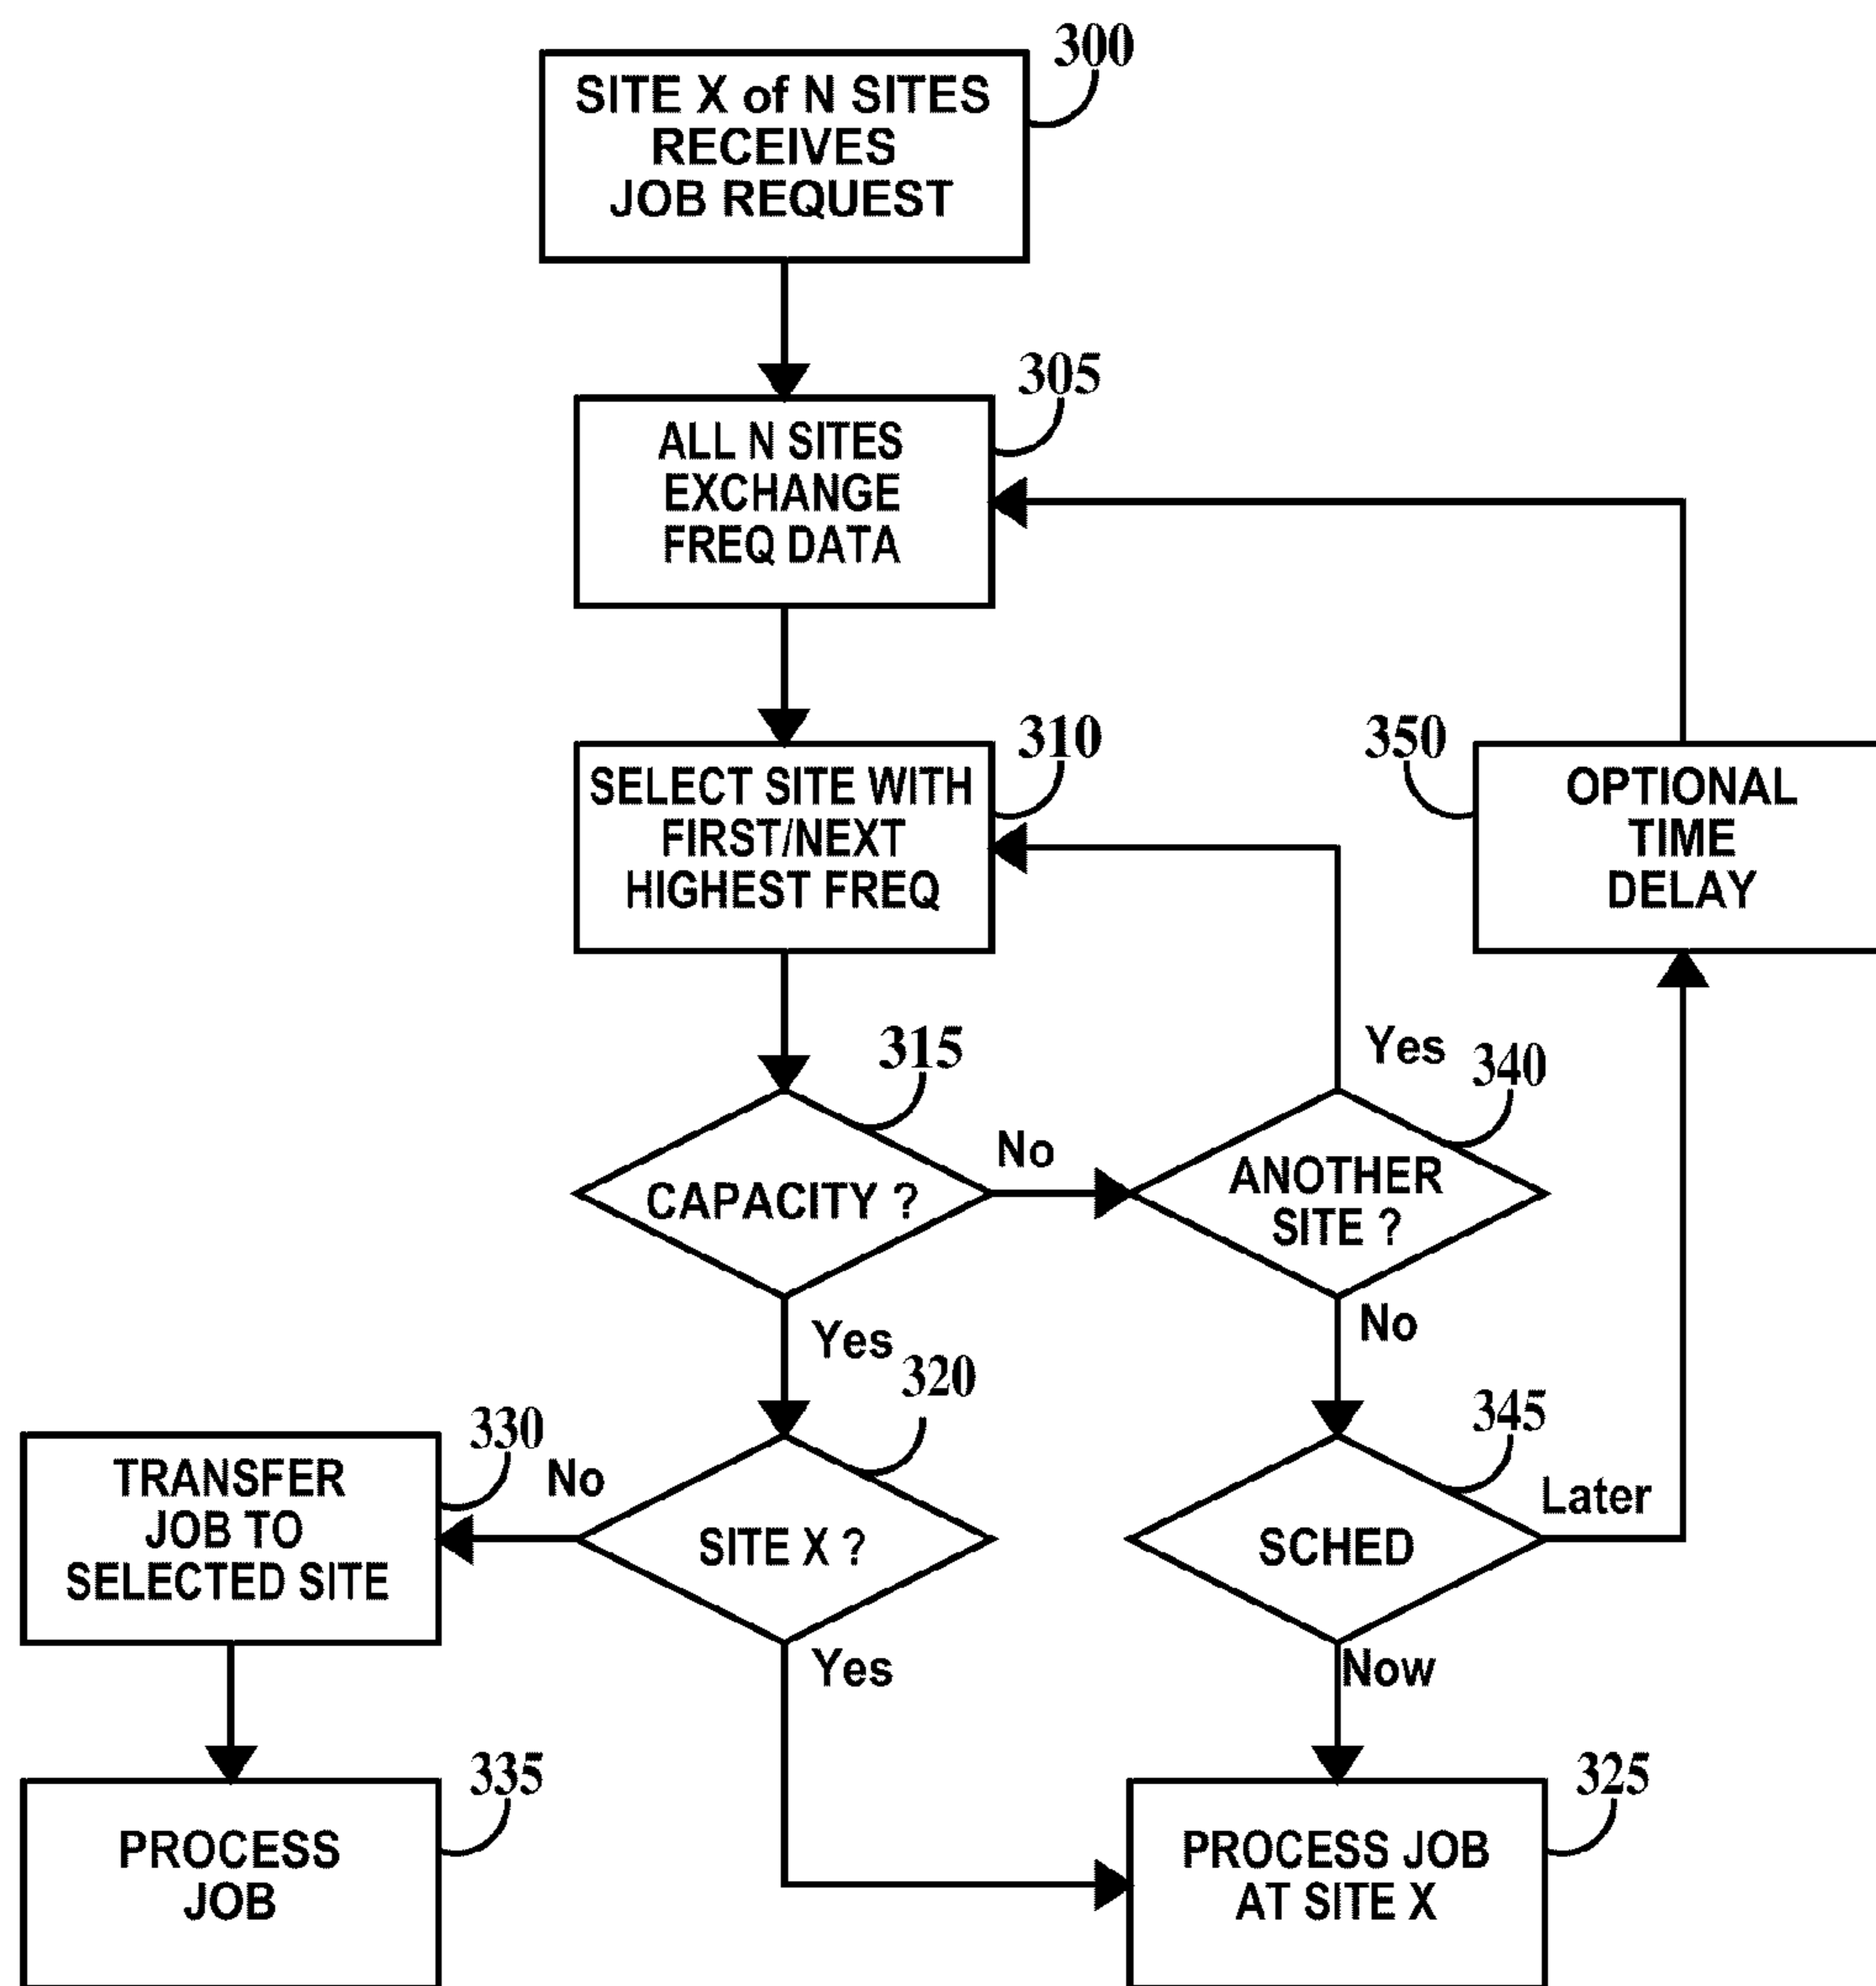 300
SITE X of N SITES
RECEIVES
JOB REQUEST
305
ALL N SITES
EXCHANGE
FREQ DATA
310
SELECT SITE WITH
FIRST/NEXT
HIGHEST FREQ
350
OPTIONAL
TIME
DELAY
315
CAPACITY ?
No
Yes
340
ANOTHER
SITE ?
Yes
No
320
SITE X ?
No
Yes
345
SCHED
Later
Now
330
TRANSFER
JOB TO
SELECTED SITE
335
PROCESS
JOB
325
PROCESS JOB
AT SITE X